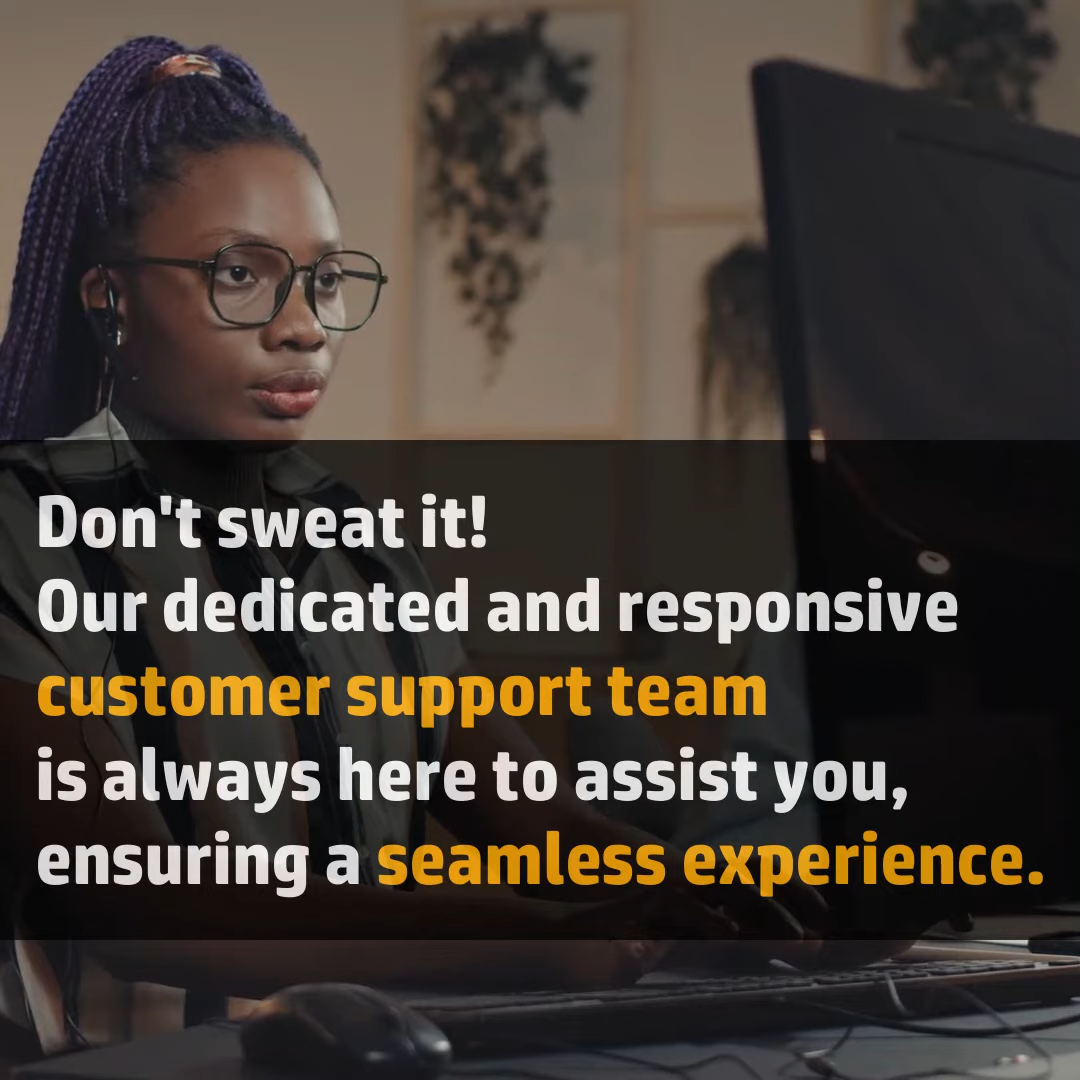 Don't sweat it!
Our dedicated and responsive
customer support team
is always here to assist you,
ensuring a seamless experience.